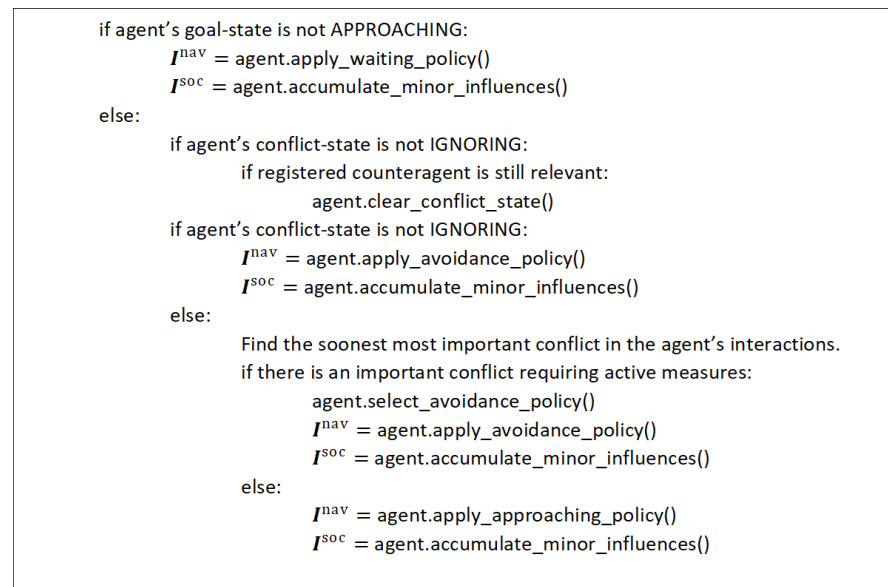 if agent’s goal-state is not APPROACHING:
I^nav = agent.apply_waiting_policy()
I^soc = agent.accumulate_minor_influences()
else:
if agent’s conflict-state is not IGNORING:
if registered counteragent is still relevant:
agent.clear_conflict_state()
if agent’s conflict-state is not IGNORING:
I^nav = agent.apply_avoidance_policy()
I^soc = agent.accumulate_minor_influences()
else:
Find the soonest most important conflict in the agent’s interactions.
if there is an important conflict requiring active measures:
agent.select_avoidance_policy()
I^nav = agent.apply_avoidance_policy()
I^soc = agent.accumulate_minor_influences()
else:
I^nav = agent.apply_approaching_policy()
I^soc = agent.accumulate_minor_influences()